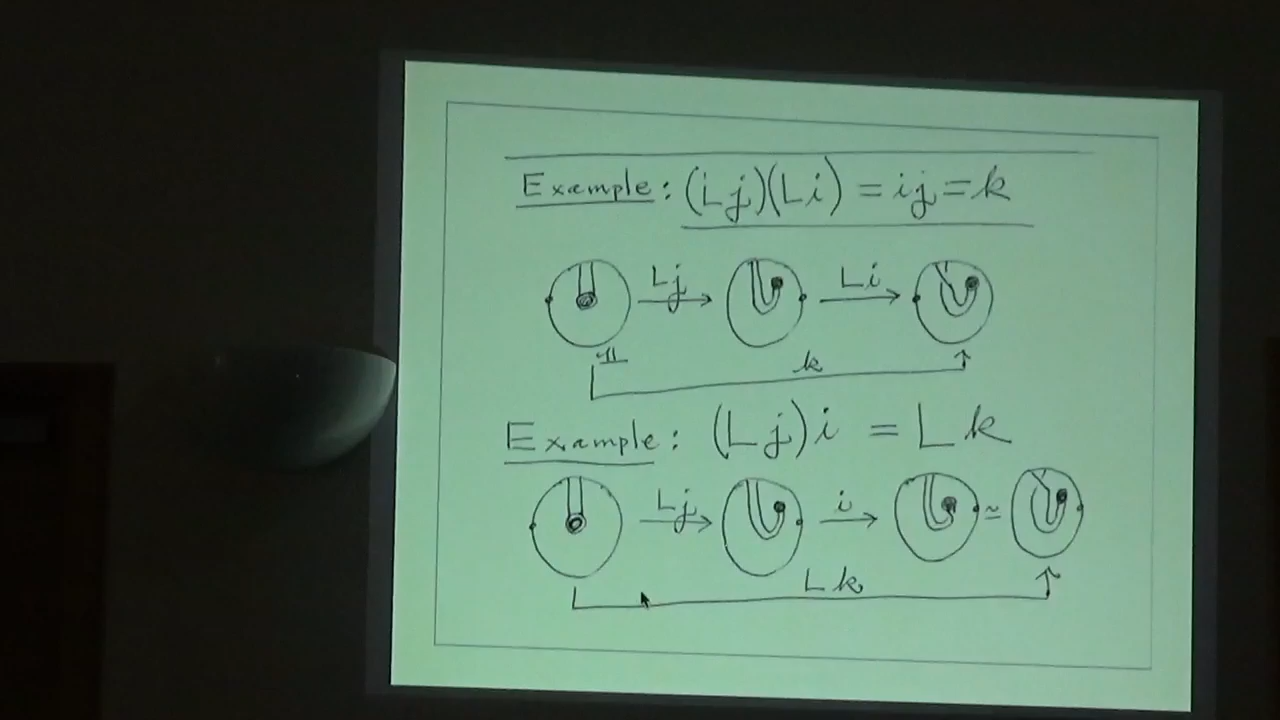 Example: (Lj)(Li) = ij = k
Lj Li
𝟙 k
Example: (Lj)i = Lk
Lj i ≃
Lk